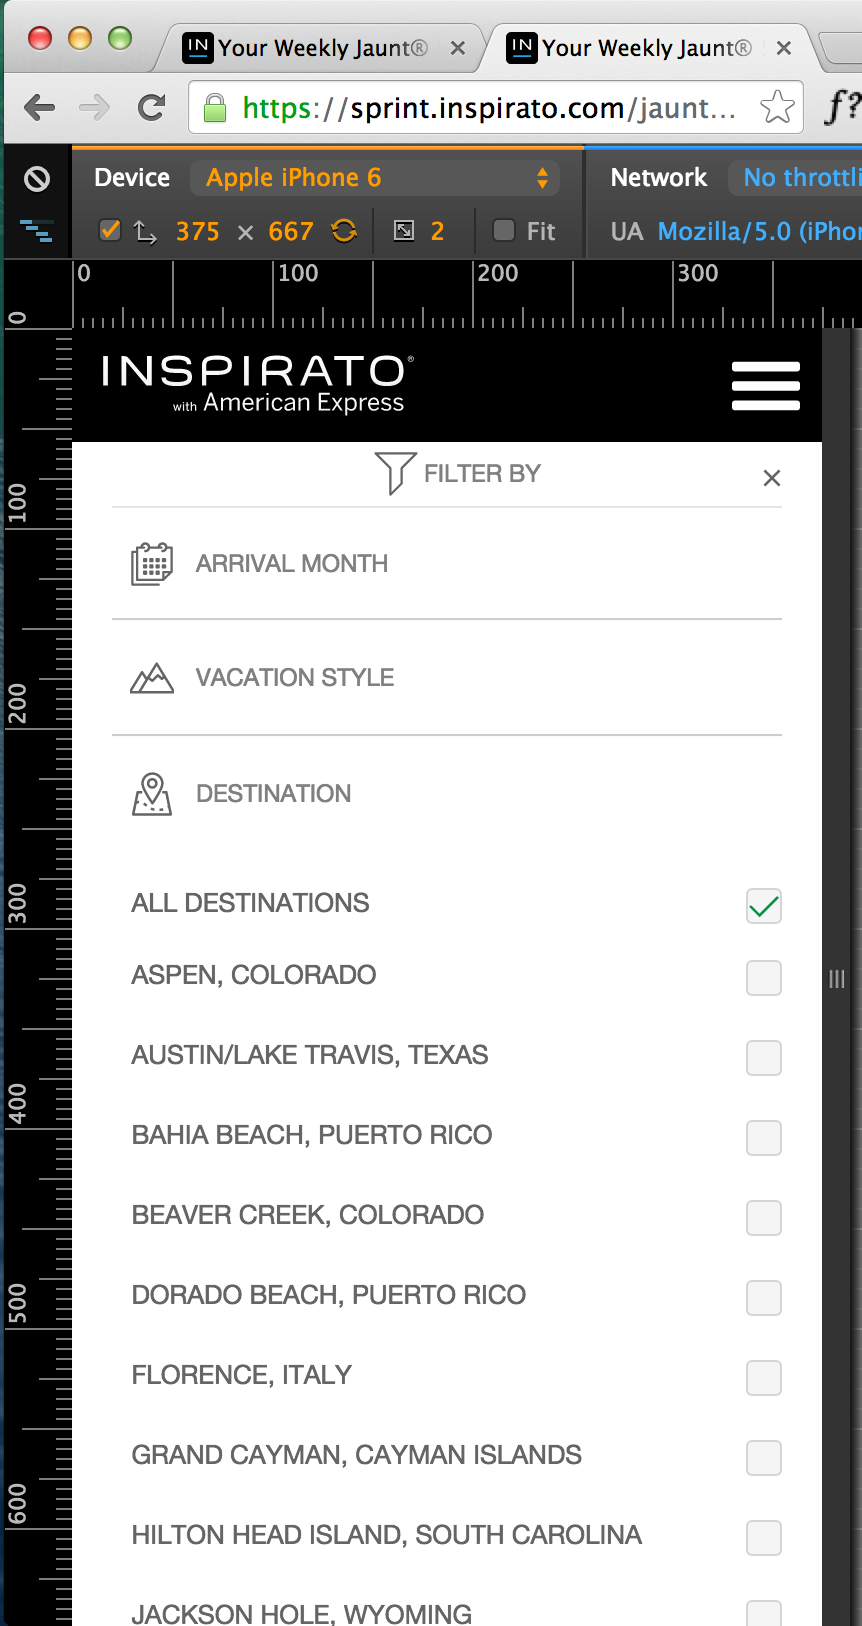 IN Your Weekly Jaunt® × IN Your Weekly Jaunt® ×
https://sprint.inspirato.com/jaunt... f?
Device Apple iPhone 6 Network No throttli
375 × 667 2 Fit UA Mozilla/5.0 (iPhon
0 100 200 300
0
INSPIRATO®
with American Express
FILTER BY ×
100
ARRIVAL MONTH
VACATION STYLE
200
DESTINATION
300
ALL DESTINATIONS
ASPEN, COLORADO
AUSTIN/LAKE TRAVIS, TEXAS
400
BAHIA BEACH, PUERTO RICO
BEAVER CREEK, COLORADO
500
DORADO BEACH, PUERTO RICO
FLORENCE, ITALY
GRAND CAYMAN, CAYMAN ISLANDS
600
HILTON HEAD ISLAND, SOUTH CAROLINA
JACKSON HOLE, WYOMING